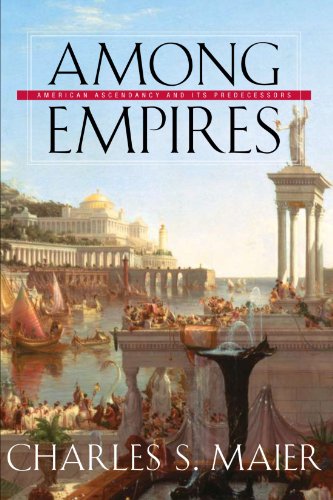 AMONG
AMERICAN ASCENDANCY AND ITS PREDECESSORS
EMPIRES
CHARLES S. MAIER